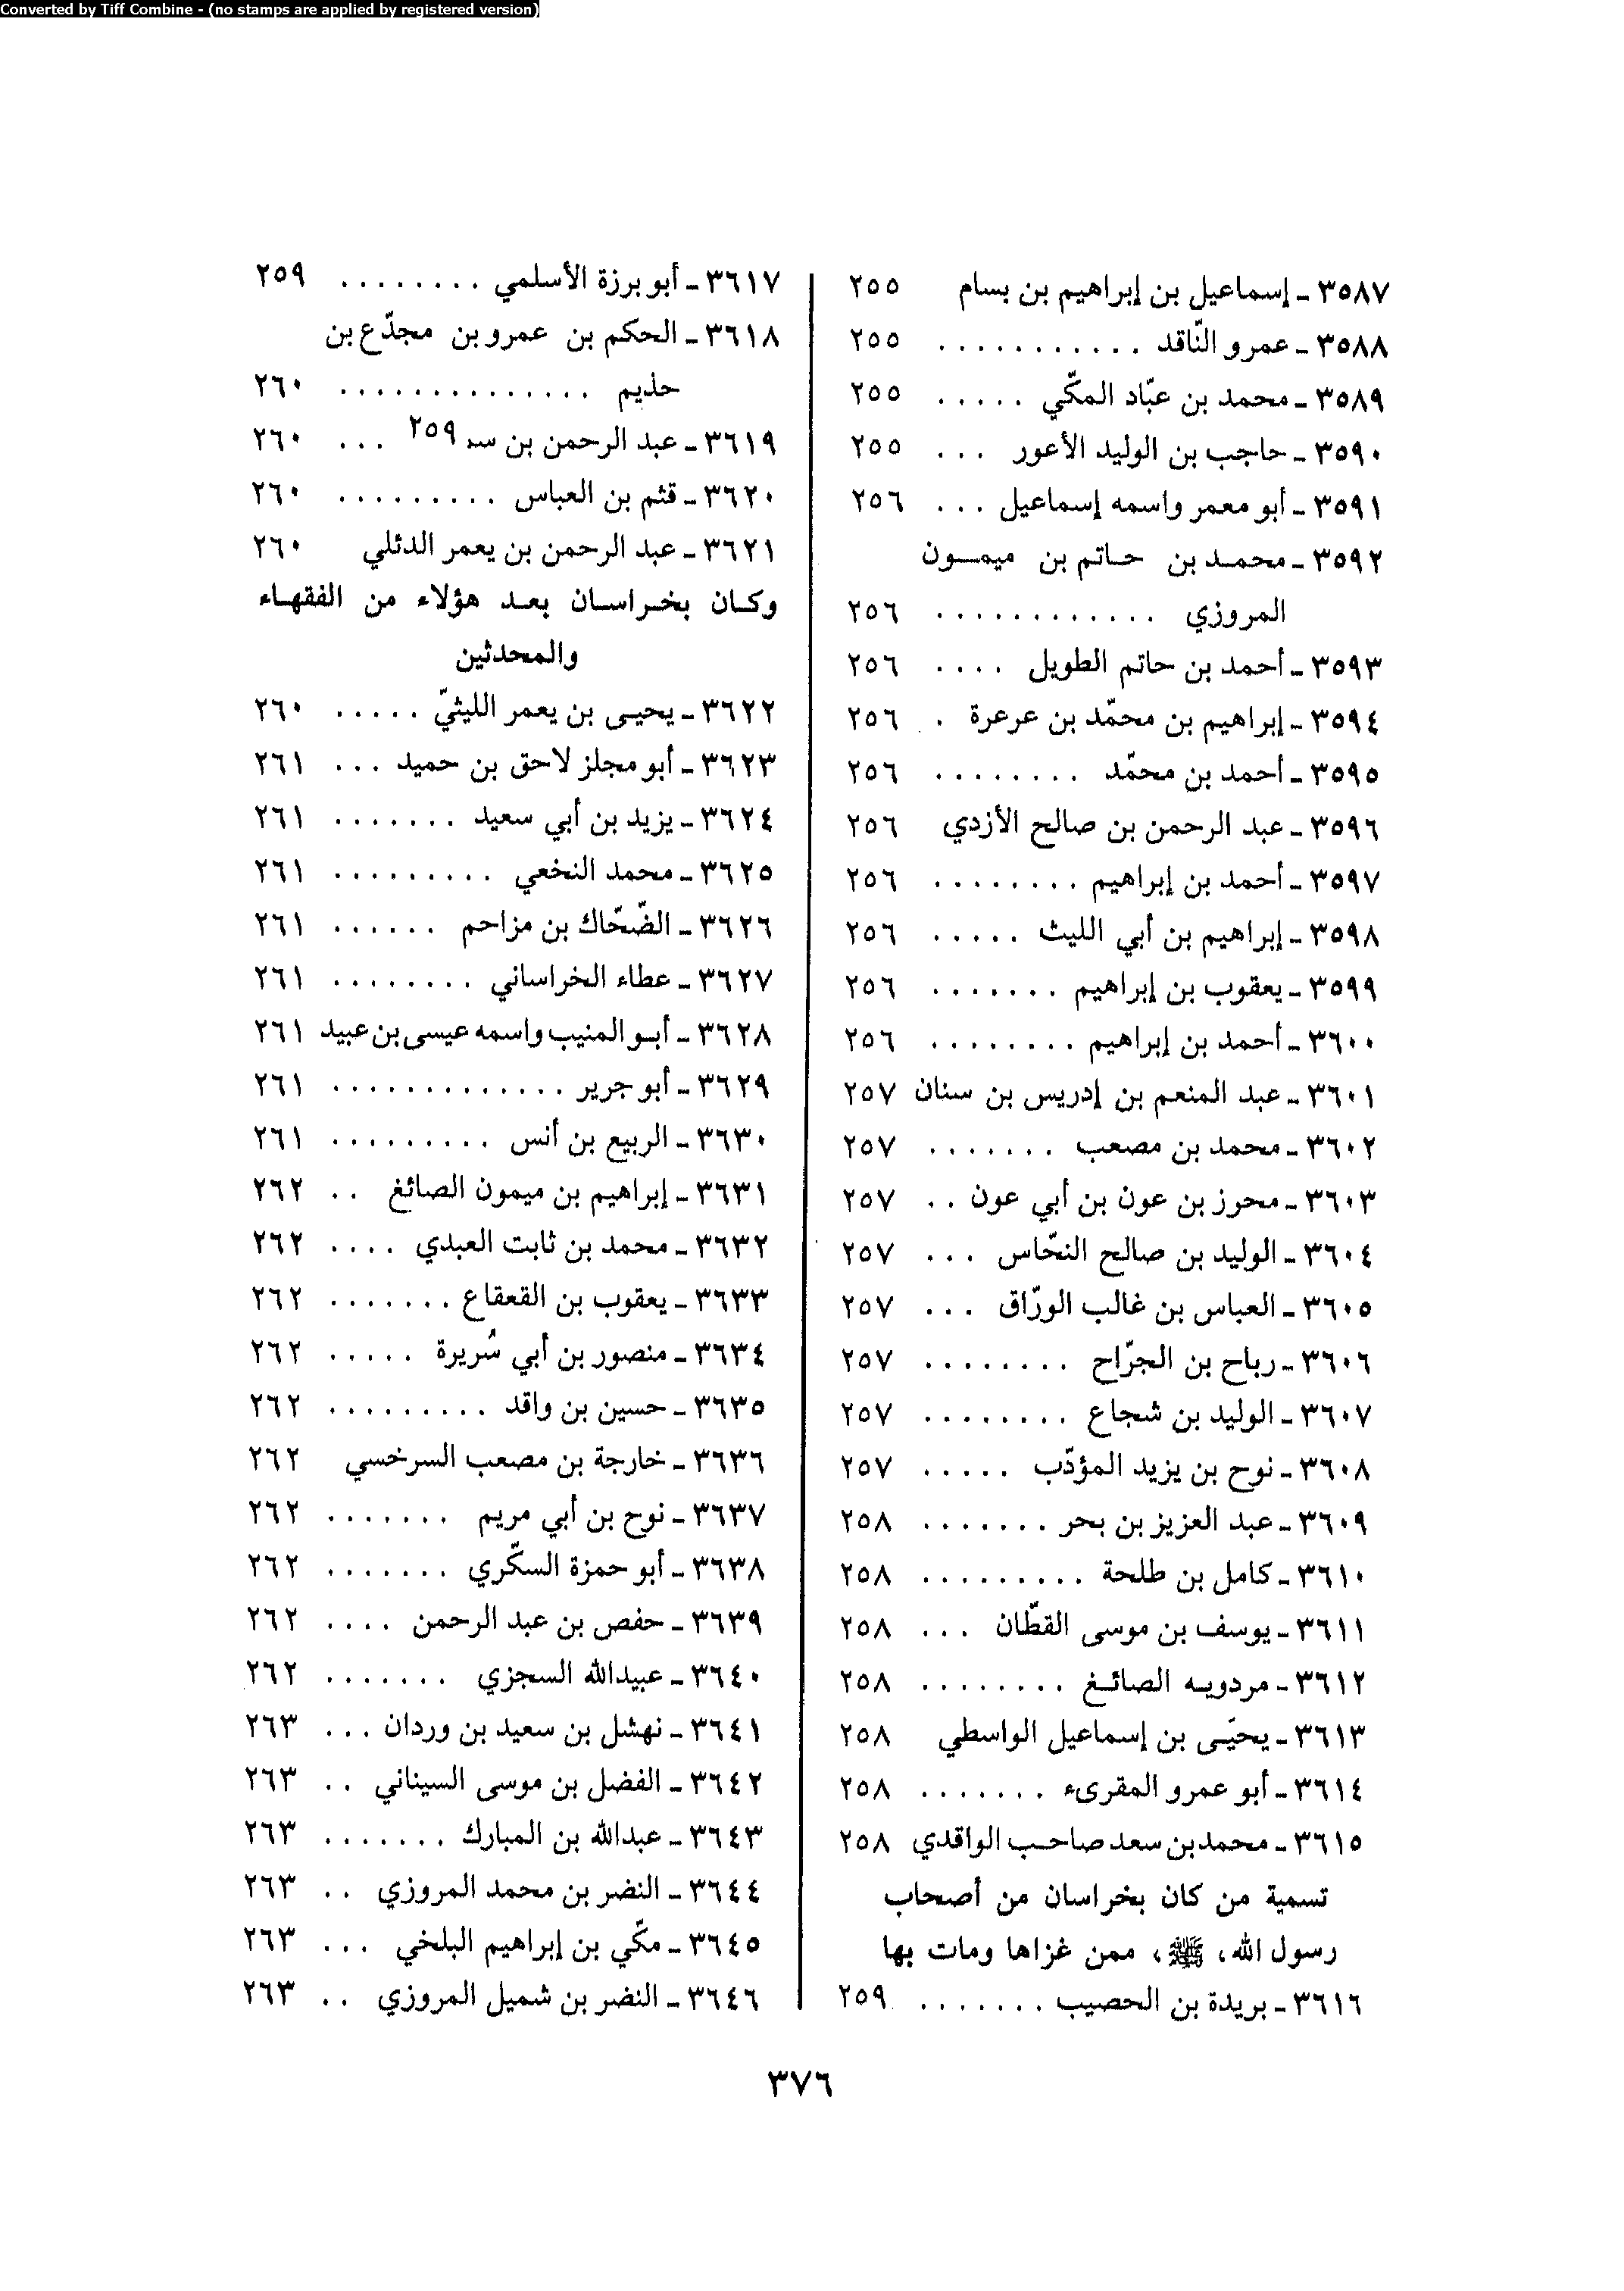 Converted by Tiff Combine - (no stamps are applied by registered version)
٣٥٨٧ - إسماعيل بن إبراهيم بن بسام ٢٥٥
٣٥٨٨ - عمرو النّاقد . . . . . . . . . . . ٢٥٥
٣٥٨٩ - محمد بن عبّاد المكّي . . . . . ٢٥٥
٣٥٩٠ - حاجب بن الوليد الأعور . . . ٢٥٥
٣٥٩١ - أبو معمر واسمه إسماعيل . . . ٢٥٦
٣٥٩٢ - محمد بن حاتم بن ميمون
المروزي . . . . . . . . . . . . ٢٥٦
٣٥٩٣ - أحمد بن حاتم الطويل . . . . ٢٥٦
٣٥٩٤ - إبراهيم بن محمّد بن عرعرة . ٢٥٦
٣٥٩٥ - أحمد بن محمّد . . . . . . . . ٢٥٦
٣٥٩٦ - عبد الرحمن بن صالح الأزدي ٢٥٦
٣٥٩٧ - أحمد بن إبراهيم . . . . . . . . ٢٥٦
٣٥٩٨ - إبراهيم بن أبي الليث . . . . . ٢٥٦
٣٥٩٩ - يعقوب بن إبراهيم . . . . . . . ٢٥٦
٣٦٠٠ - أحمد بن إبراهيم . . . . . . . . ٢٥٦
٣٦٠١ - عبد المنعم بن إدريس بن سنان ٢٥٧
٣٦٠٢ - محمد بن مصعب . . . . . . . ٢٥٧
٣٦٠٣ - محرز بن عون بن أبي عون . . ٢٥٧
٣٦٠٤ - الوليد بن صالح النحّاس . . . ٢٥٧
٣٦٠٥ - العباس بن غالب الورّاق . . . ٢٥٧
٣٦٠٦ - رباح بن الجرّاح . . . . . . . . ٢٥٧
٣٦٠٧ - الوليد بن شجاع . . . . . . . . ٢٥٧
٣٦٠٨ - نوح بن يزيد المؤدّب . . . . . ٢٥٧
٣٦٠٩ - عبد العزيز بن بحر . . . . . . . ٢٥٨
٣٦١٠ - كامل بن طلحة . . . . . . . . . ٢٥٨
٣٦١١ - يوسف بن موسى القطّان . . . ٢٥٨
٣٦١٢ - مردويه الصائغ . . . . . . . . ٢٥٨
٣٦١٣ - يحيَى بن إسماعيل الواسطي ٢٥٨
٣٦١٤ - أبو عمرو المقرىء . . . . . . . ٢٥٨
٣٦١٥ - محمد بن سعد صاحب الواقدي ٢٥٨
تسمية من كان بخراسان من أصحاب
رسول الله، ﷺ، ممن غزاها ومات بها
٣٦١٦ - بريدة بن الحصيب . . . . . . . ٢٥٩
٣٦١٧ - أبو برزة الأسلمي . . . . . . . . ٢٥٩
٣٦١٨ - الحكم بن عمرو بن مجدّع بن
حذيم . . . . . . . . . . . . . . ٢٦٠
٣٦١٩ - عبد الرحمن بن سـ ٢٥٩ . . . ٢٦٠
٣٦٢٠ - قثم بن العباس . . . . . . . . . ٢٦٠
٣٦٢١ - عبد الرحمن بن يعمر الدئلي ٢٦٠
وكان بخراسان بعد هؤلاء من الفقهاء
والمحدثين
٣٦٢٢ - يحيى بن يعمر الليثيّ . . . . . ٢٦٠
٣٦٢٣ - أبو مجلز لاحق بن حميد . . . ٢٦١
٣٦٢٤ - يزيد بن أبي سعيد . . . . . . . ٢٦١
٣٦٢٥ - محمد النخعي . . . . . . . . . ٢٦١
٣٦٢٦ - الضّحّاك بن مزاحم . . . . . . ٢٦١
٣٦٢٧ - عطاء الخراساني . . . . . . . . ٢٦١
٣٦٢٨ - أبو المنيب واسمه عيسى بن عبيد ٢٦١
٣٦٢٩ - أبو جرير . . . . . . . . . . . . . ٢٦١
٣٦٣٠ - الربيع بن أنس . . . . . . . . . ٢٦١
٣٦٣١ - إبراهيم بن ميمون الصائغ . . ٢٦٢
٣٦٣٢ - محمد بن ثابت العبدي . . . . ٢٦٢
٣٦٣٣ - يعقوب بن القعقاع . . . . . . . ٢٦٢
٣٦٣٤ - منصور بن أبي سُريرة . . . . . ٢٦٢
٣٦٣٥ - حسين بن واقد . . . . . . . . . ٢٦٢
٣٦٣٦ - خارجة بن مصعب السرخسي ٢٦٢
٣٦٣٧ - نوح بن أبي مريم . . . . . . . ٢٦٢
٣٦٣٨ - أبو حمزة السكّري . . . . . . . ٢٦٢
٣٦٣٩ - حفص بن عبد الرحمن . . . . ٢٦٢
٣٦٤٠ - عبيدالله السجزي . . . . . . . ٢٦٢
٣٦٤١ - نهشل بن سعيد بن وردان . . . ٢٦٣
٣٦٤٢ - الفضل بن موسى السيناني . . ٢٦٣
٣٦٤٣ - عبدالله بن المبارك . . . . . . . ٢٦٣
٣٦٤٤ - النضر بن محمد المروزي . . ٢٦٣
٣٦٤٥ - مكّي بن إبراهيم البلخي . . . ٢٦٣
٣٦٤٦ - النضر بن شميل المروزي . . ٢٦٣
٣٧٦